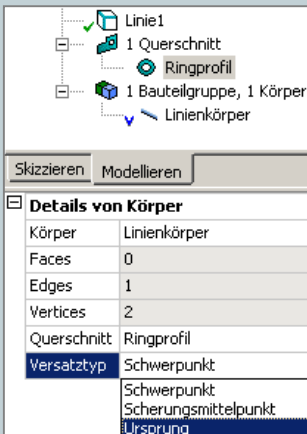 Linie1
1 Querschnitt
Ringprofil
1 Bauteilgruppe, 1 Körper
Linienkörper
Skizzieren Modellieren
Details von Körper
Körper Linienkörper
Faces 0
Edges 1
Vertices 2
Querschnitt Ringprofil
Versatztyp Schwerpunkt
Schwerpunkt
Scherungsmittelpunkt
Ursprung